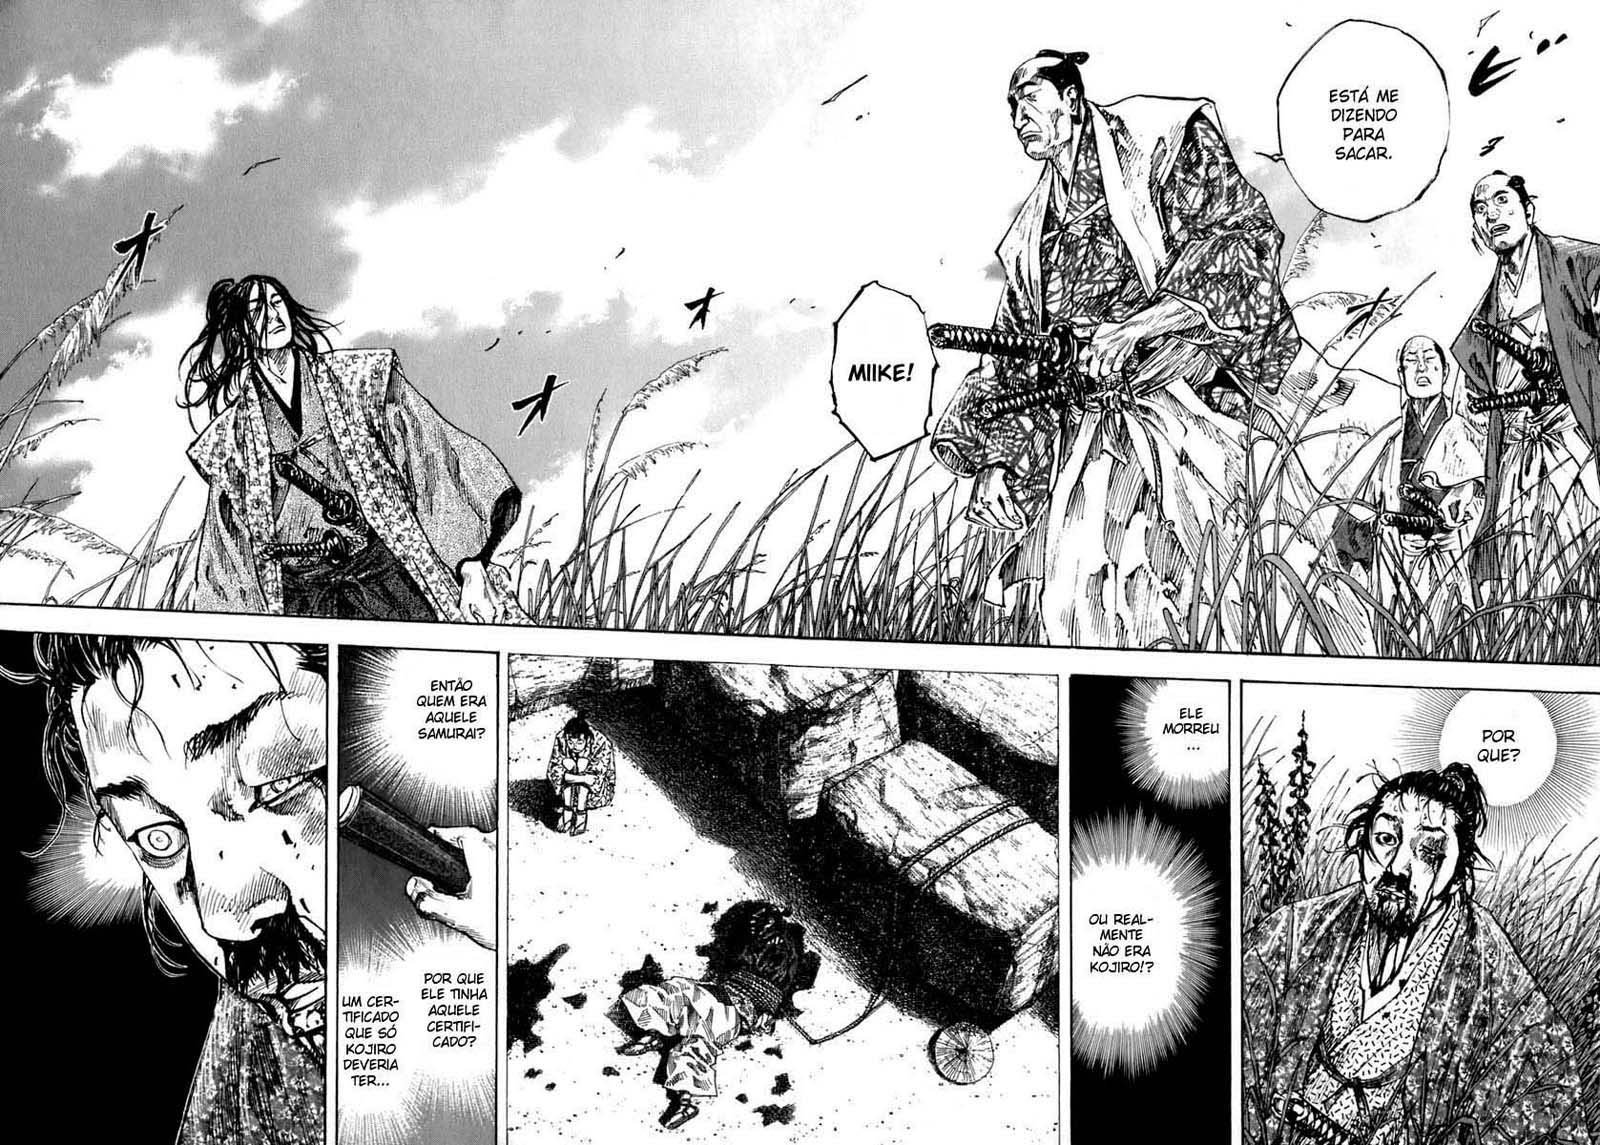 ESTÁ ME
DIZENDO
PARA
SACAR.
MIIKE!
POR
QUE?
ELE
MORREU
...
OU REAL-
MENTE
NÃO ERA
KOJIRO!?
ENTÃO
QUEM ERA
AQUELE
SAMURAI?
POR QUE
ELE TINHA
AQUELE
CERTIFI-
CADO?
UM CER-
TIFICADO
QUE SÓ
KOJIRO
DEVERIA
TER...